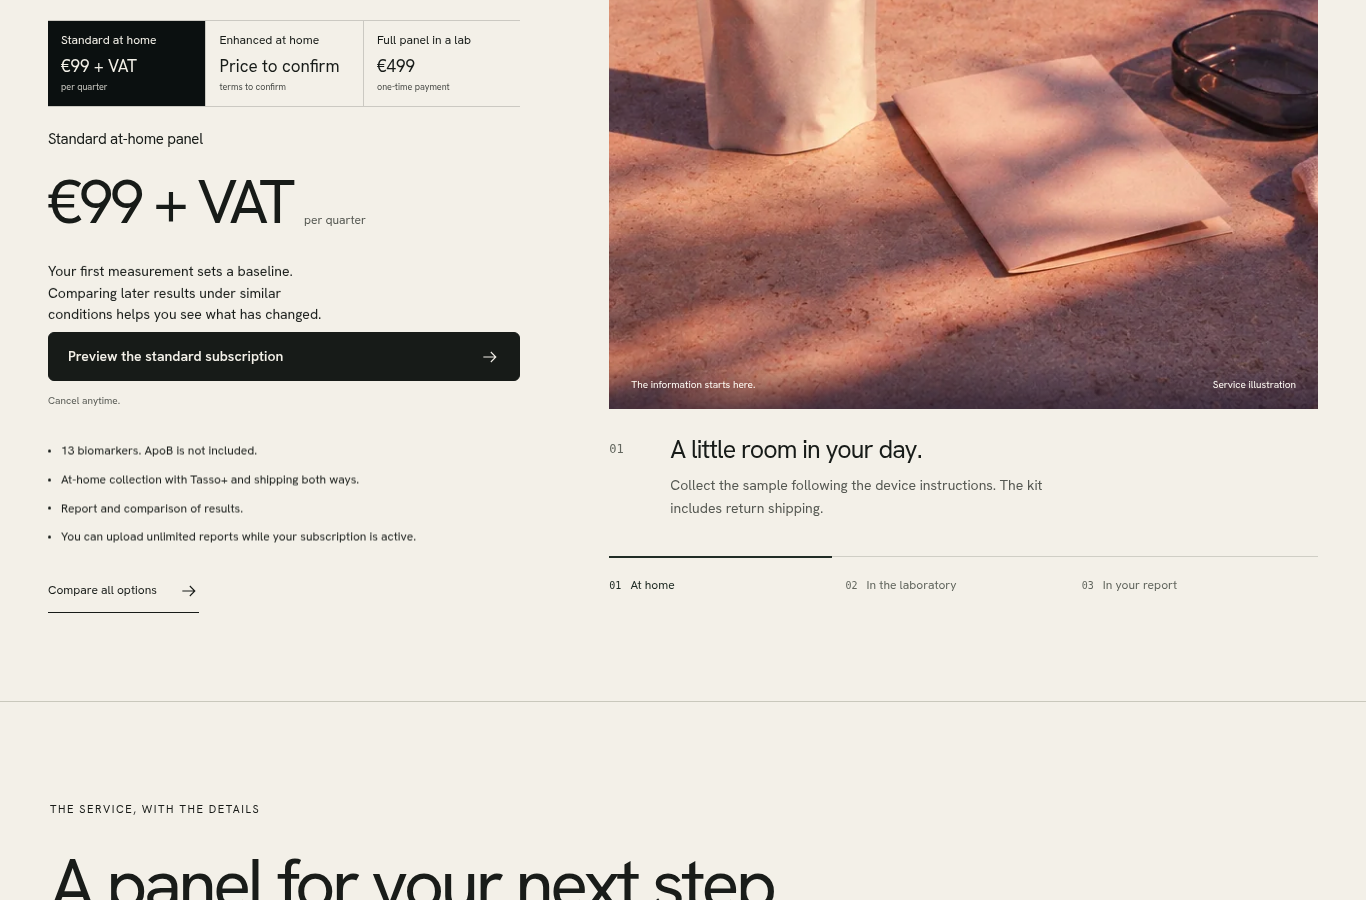 Standard at home
€99 + VAT
per quarter
Enhanced at home
Price to confirm
terms to confirm
Full panel in a lab
€499
one-time payment
Standard at-home panel
€99 + VAT per quarter
Your first measurement sets a baseline.
Comparing later results under similar
conditions helps you see what has changed.
Preview the standard subscription →
Cancel anytime.
• 13 biomarkers. ApoB is not included.
• At-home collection with Tasso+ and shipping both ways.
• Report and comparison of results.
• You can upload unlimited reports while your subscription is active.
Compare all options →
The information starts here.
Service illustration
01 A little room in your day.
Collect the sample following the device instructions. The kit
includes return shipping.
01 At home
02 In the laboratory
03 In your report
THE SERVICE, WITH THE DETAILS
A panel for your next step